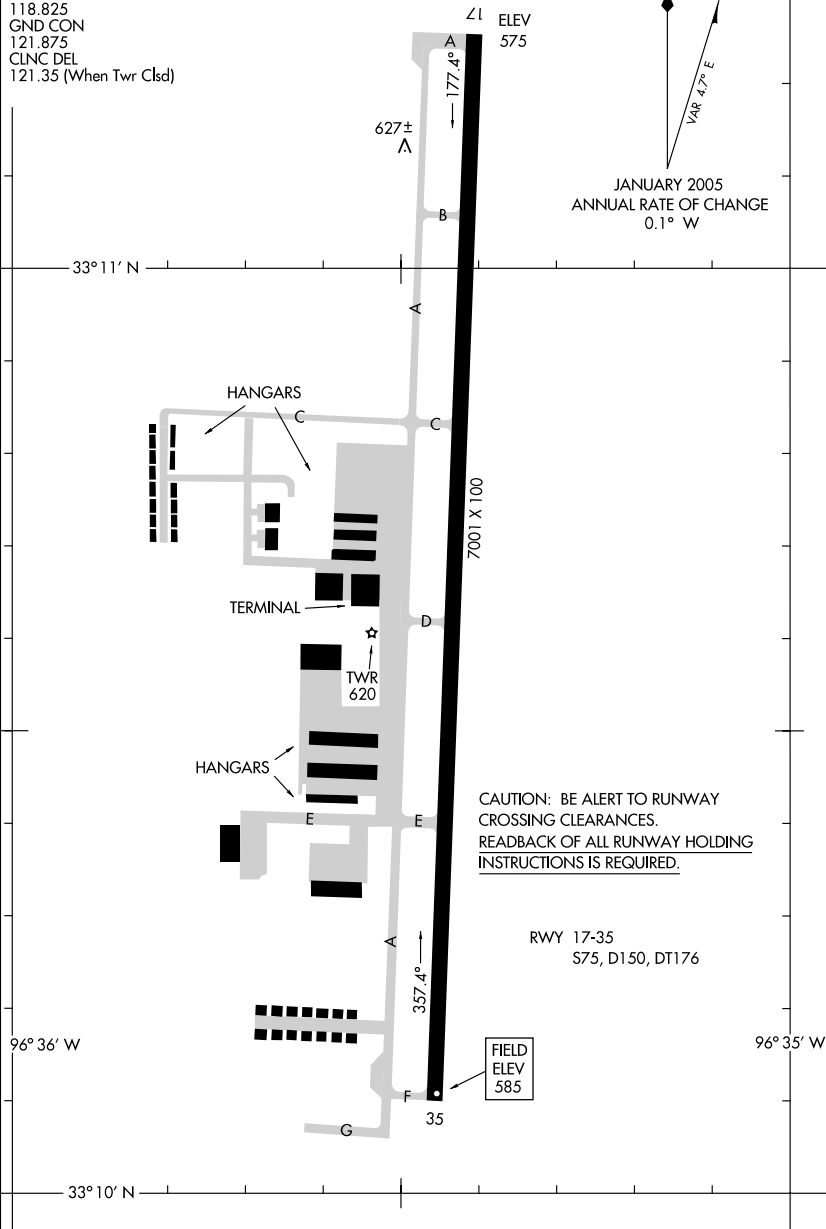 118.825
GND CON
121.875
CLNC DEL
121.35 (When Twr Clsd)
17
ELEV
575
A
177.4°
627±
VAR 4.7° E
JANUARY 2005
ANNUAL RATE OF CHANGE
0.1° W
B
33°11' N
A
HANGARS
C
C
7001 X 100
TERMINAL
D
TWR
620
HANGARS
E
E
CAUTION: BE ALERT TO RUNWAY
CROSSING CLEARANCES.
READBACK OF ALL RUNWAY HOLDING
INSTRUCTIONS IS REQUIRED.
A
357.4°
RWY 17-35
S75, D150, DT176
96°36' W
96°35' W
FIELD
ELEV
585
F
35
G
33°10' N